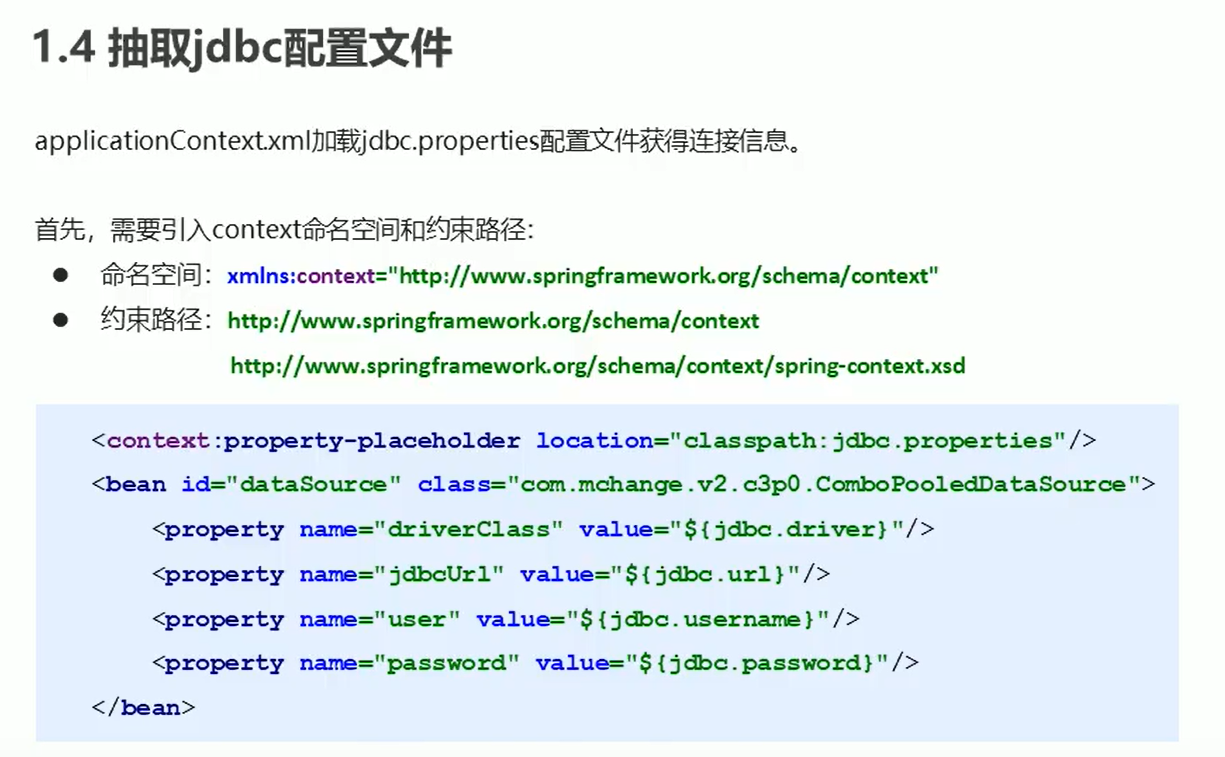 1.4 抽取jdbc配置文件
applicationContext.xml加载jdbc.properties配置文件获得连接信息。
首先，需要引入context命名空间和约束路径：
● 命名空间：xmlns:context="http://www.springframework.org/schema/context"
● 约束路径：http://www.springframework.org/schema/context
http://www.springframework.org/schema/context/spring-context.xsd
<context:property-placeholder location="classpath:jdbc.properties"/>
<bean id="dataSource" class="com.mchange.v2.c3p0.ComboPooledDataSource">
<property name="driverClass" value="${jdbc.driver}"/>
<property name="jdbcUrl" value="${jdbc.url}"/>
<property name="user" value="${jdbc.username}"/>
<property name="password" value="${jdbc.password}"/>
</bean>